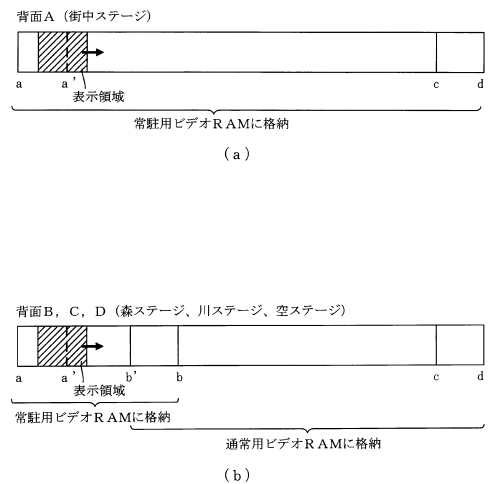 背面A（街中ステージ）
a a’ c d
表示領域
常駐用ビデオRAMに格納
(a)
背面B，C，D（森ステージ、川ステージ、空ステージ）
a a’ b’ b c d
表示領域
常駐用ビデオRAMに格納
通常用ビデオRAMに格納
(b)